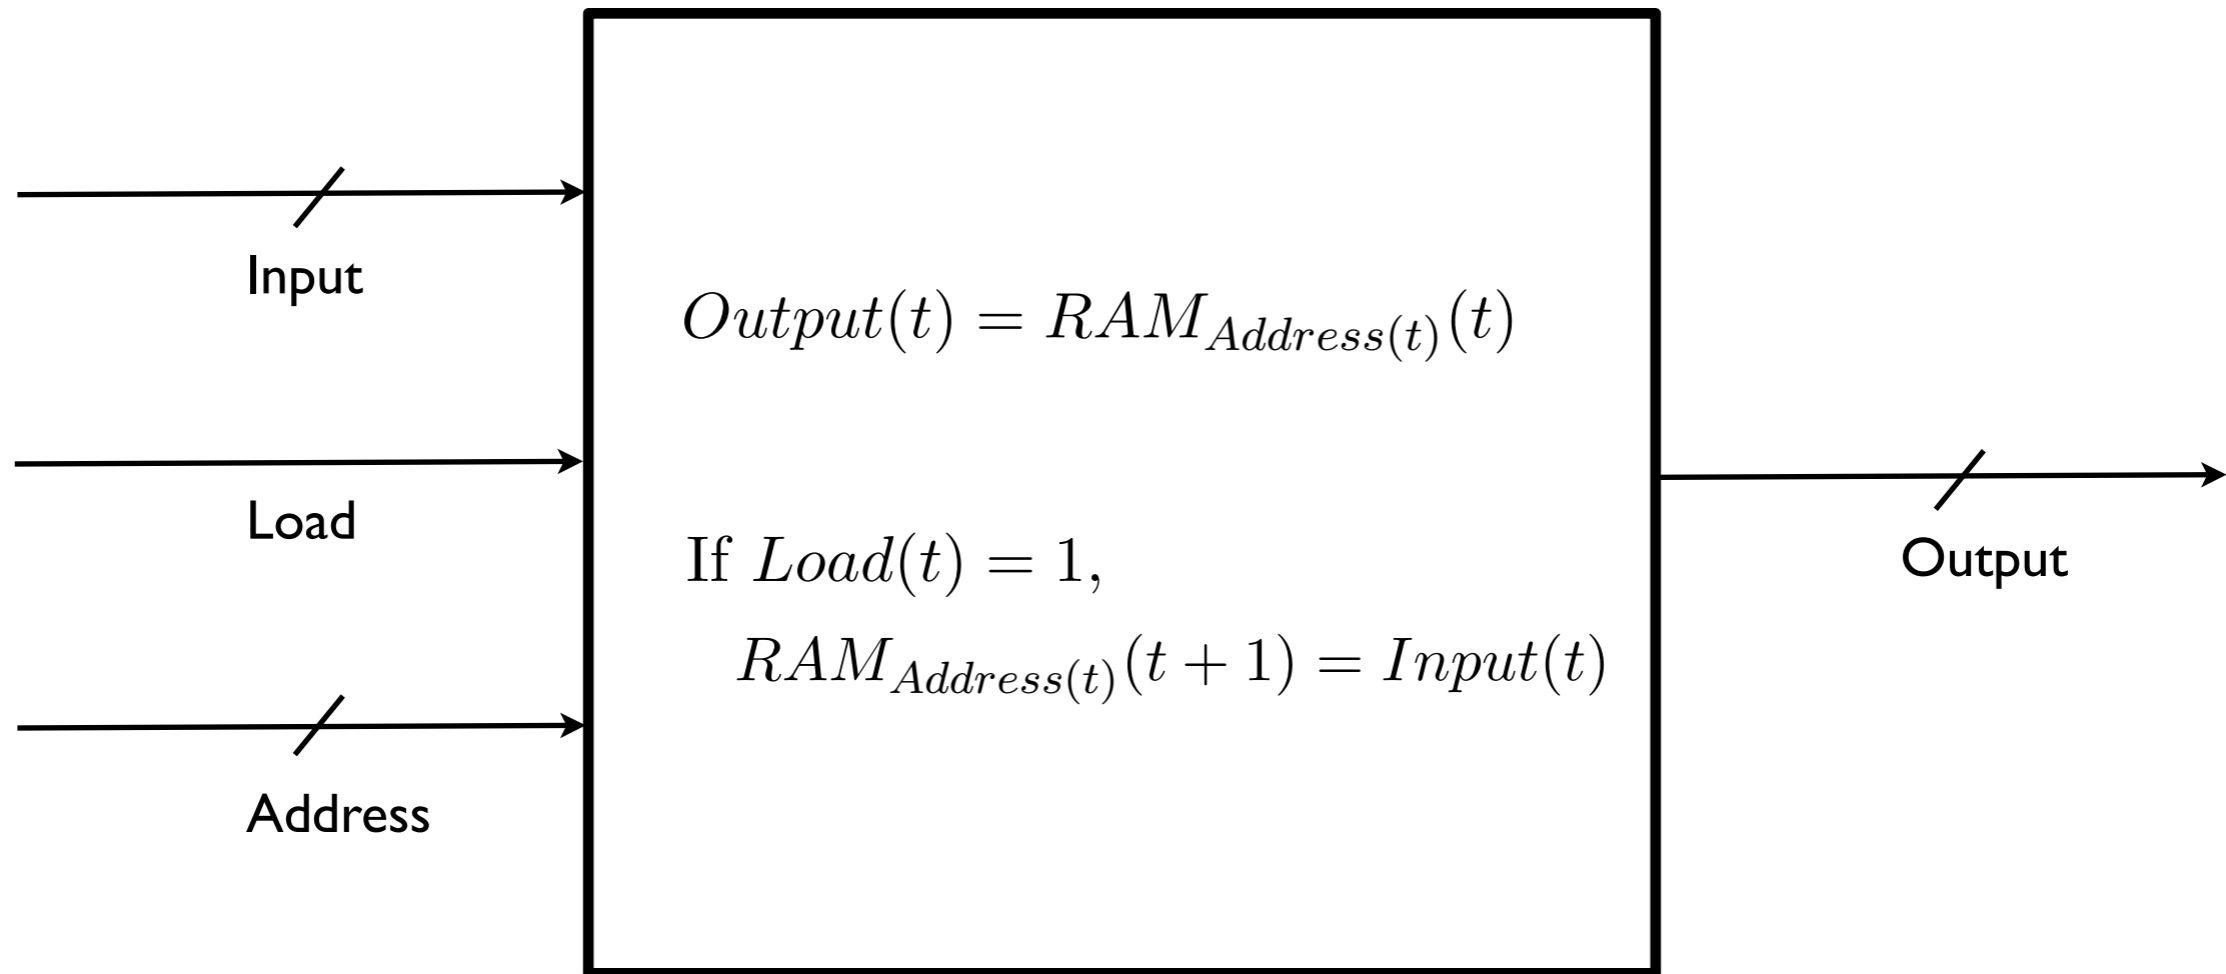 Input
Load
Address
Output(t) = RAM_{Address(t)}(t)
If Load(t) = 1,
RAM_{Address(t)}(t + 1) = Input(t)
Output